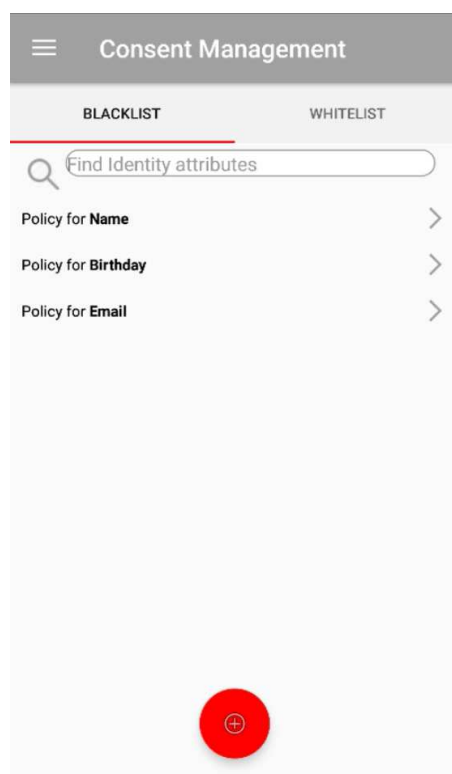 Consent Management
BLACKLIST WHITELIST
Find Identity attributes
Policy for Name
Policy for Birthday
Policy for Email